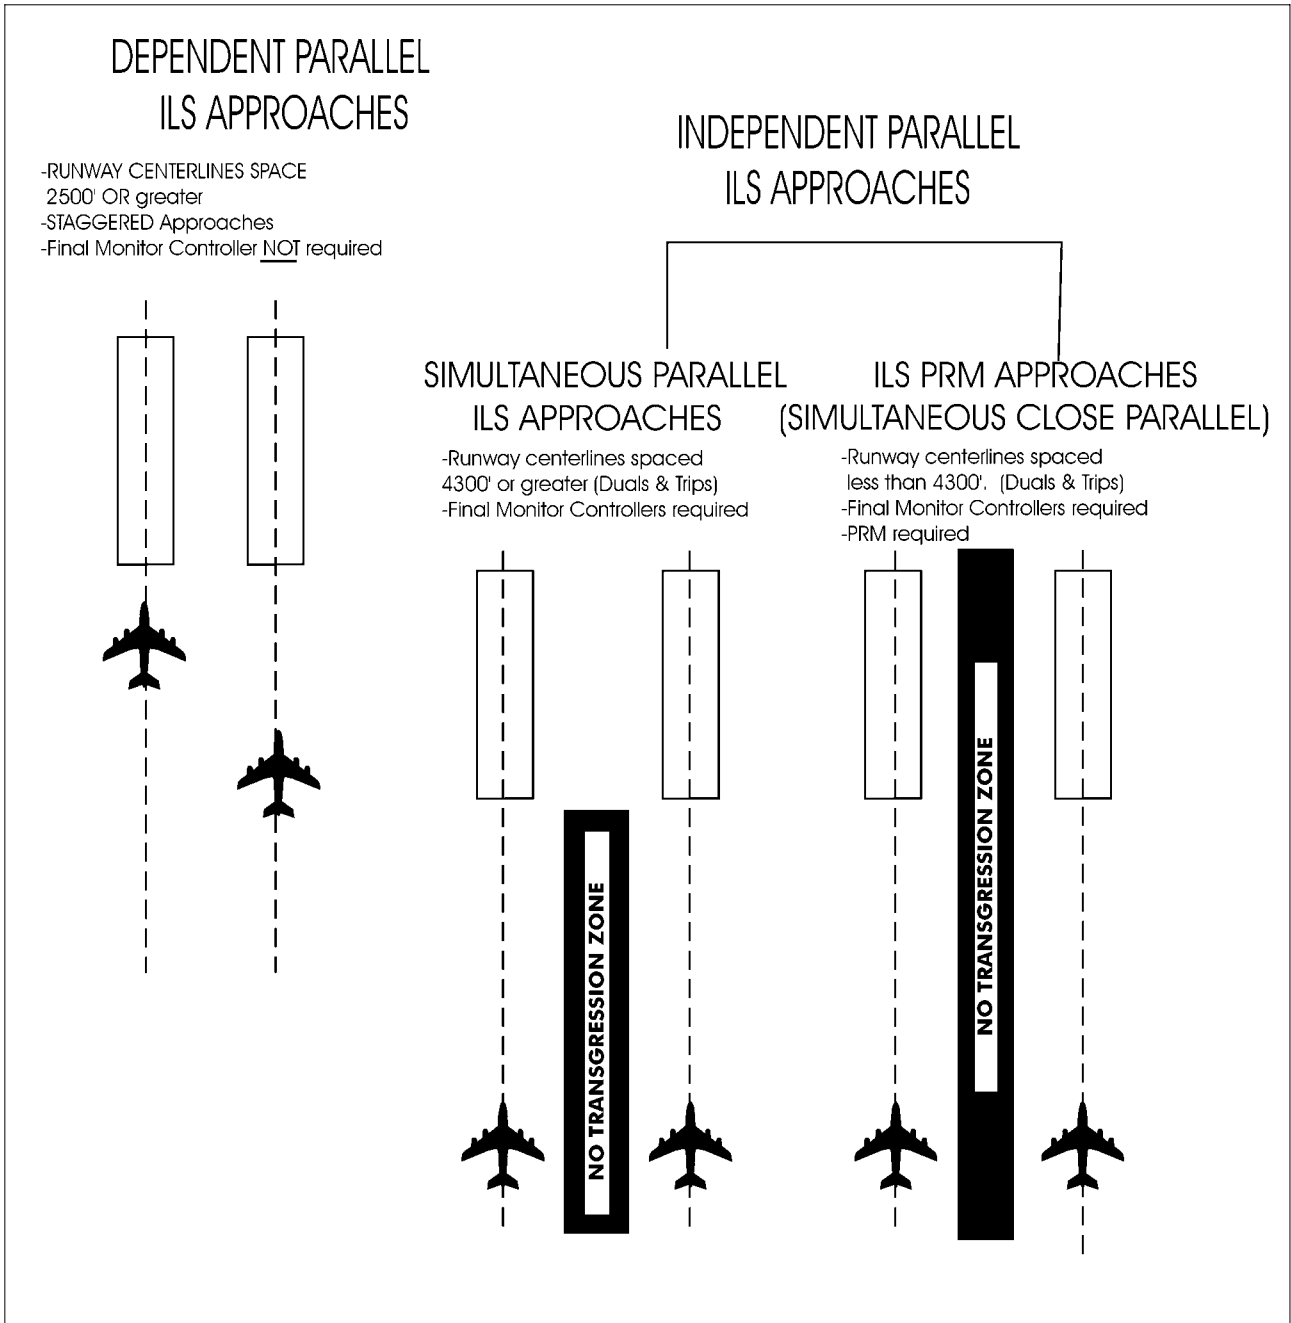 DEPENDENT PARALLEL
ILS APPROACHES
-RUNWAY CENTERLINES SPACE
2500' OR greater
-STAGGERED Approaches
-Final Monitor Controller NOT required
INDEPENDENT PARALLEL
ILS APPROACHES
SIMULTANEOUS PARALLEL
ILS APPROACHES
-Runway centerlines spaced
4300' or greater (Duals & Trips)
-Final Monitor Controllers required
NO TRANSGRESSION ZONE
ILS PRM APPROACHES
(SIMULTANEOUS CLOSE PARALLEL)
-Runway centerlines spaced
less than 4300'. (Duals & Trips)
-Final Monitor Controllers required
-PRM required
NO TRANSGRESSION ZONE